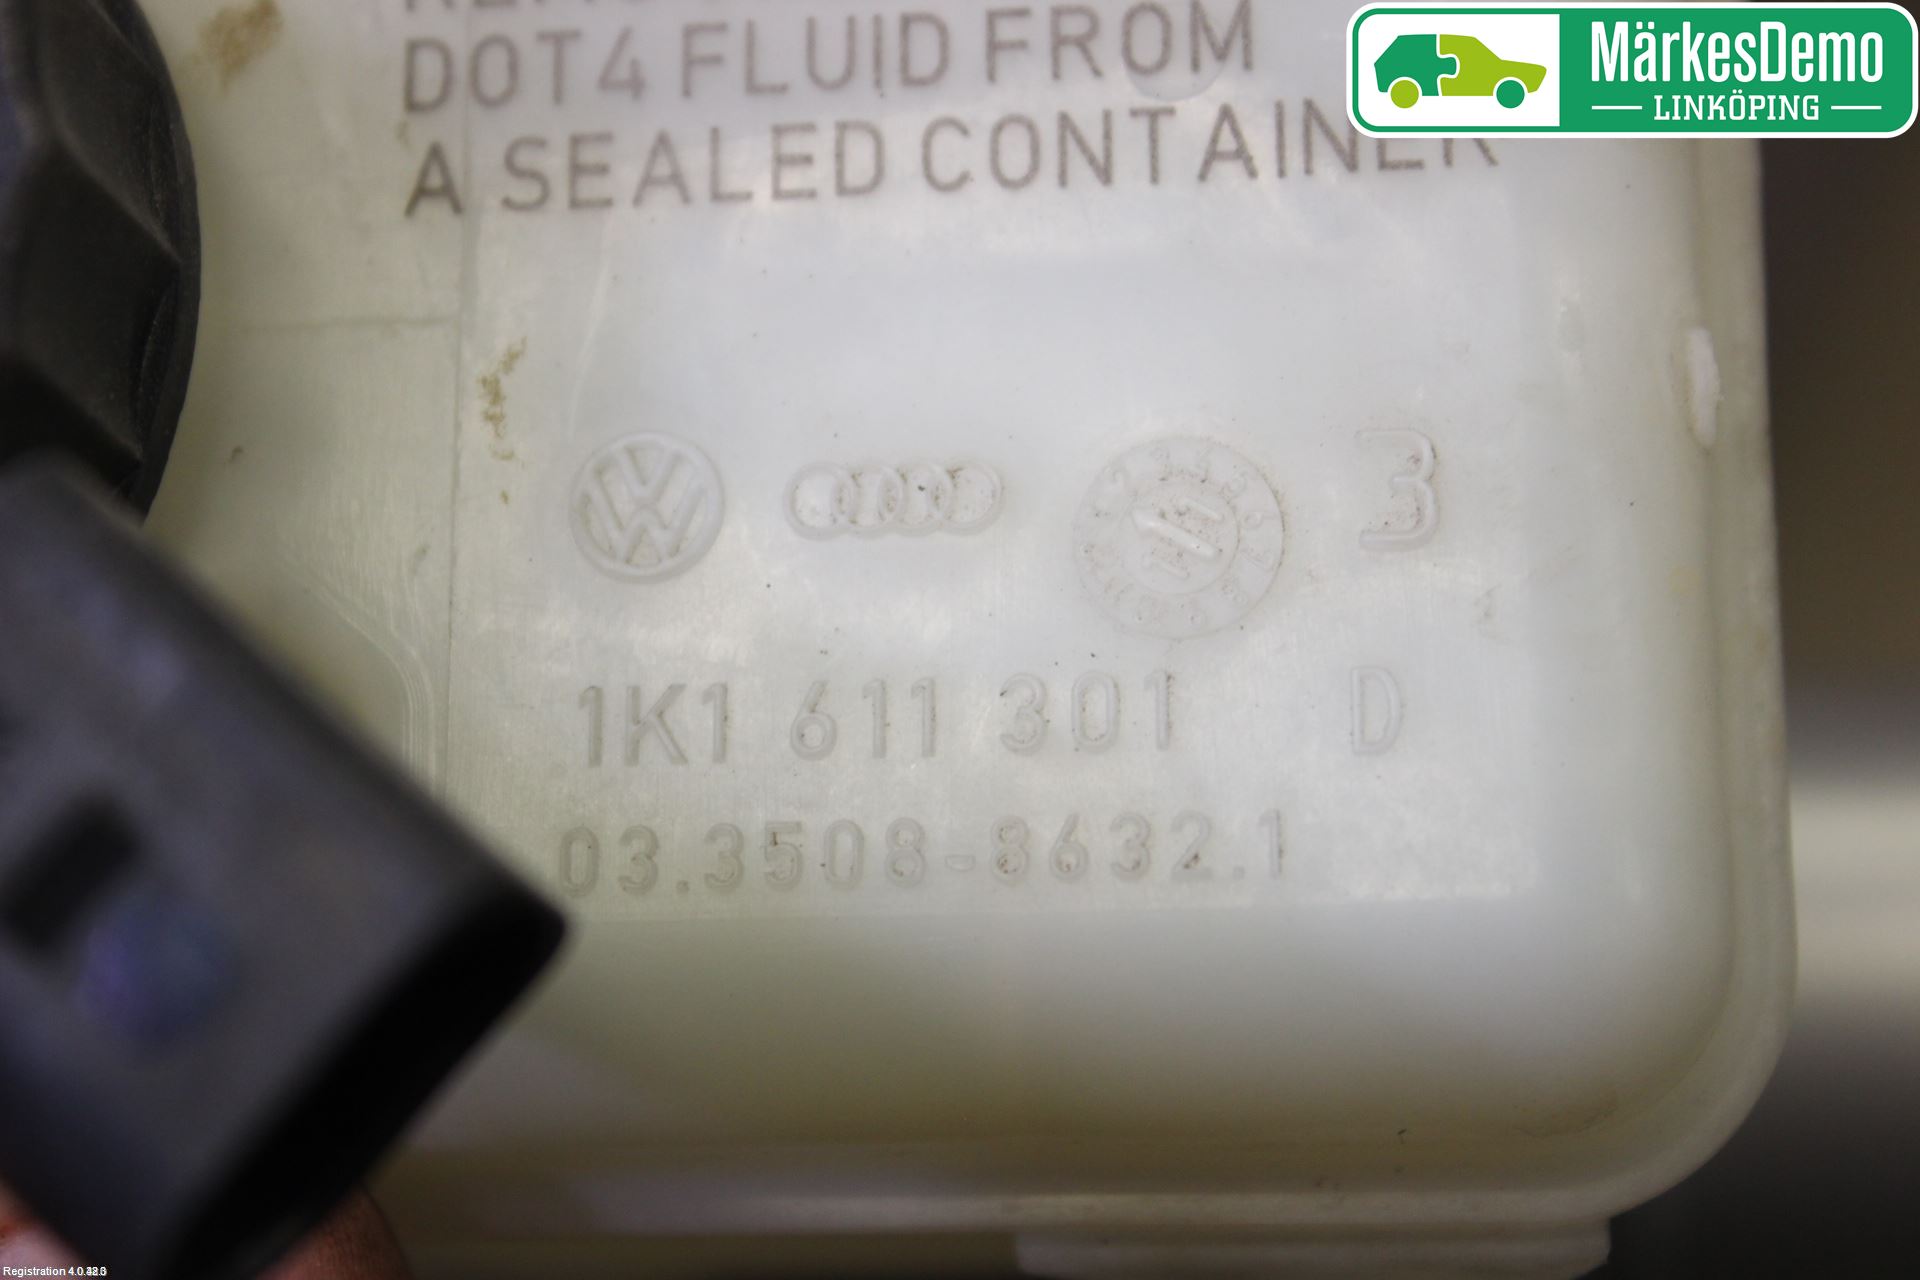 DOT4 FLUID FROM
A SEALED CONTAINER
MärkesDemo
LINKÖPING
3
1K1 611 301 D
03.3508-8632.1